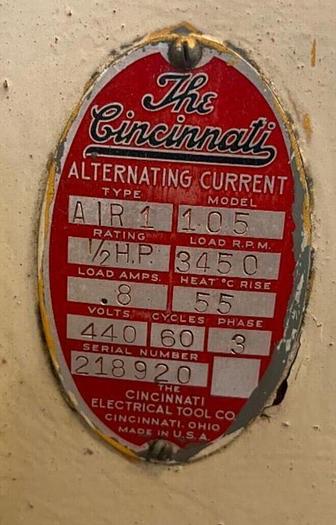 The
Cincinnati
ALTERNATING CURRENT
TYPE MODEL
AIR 1 105
RATING LOAD R.P.M.
½ H.P. 3450
LOAD AMPS. HEAT °C RISE
.8 55
VOLTS CYCLES PHASE
440 60 3
SERIAL NUMBER
218920
THE
CINCINNATI
ELECTRICAL TOOL CO.
CINCINNATI, OHIO
MADE IN U.S.A.